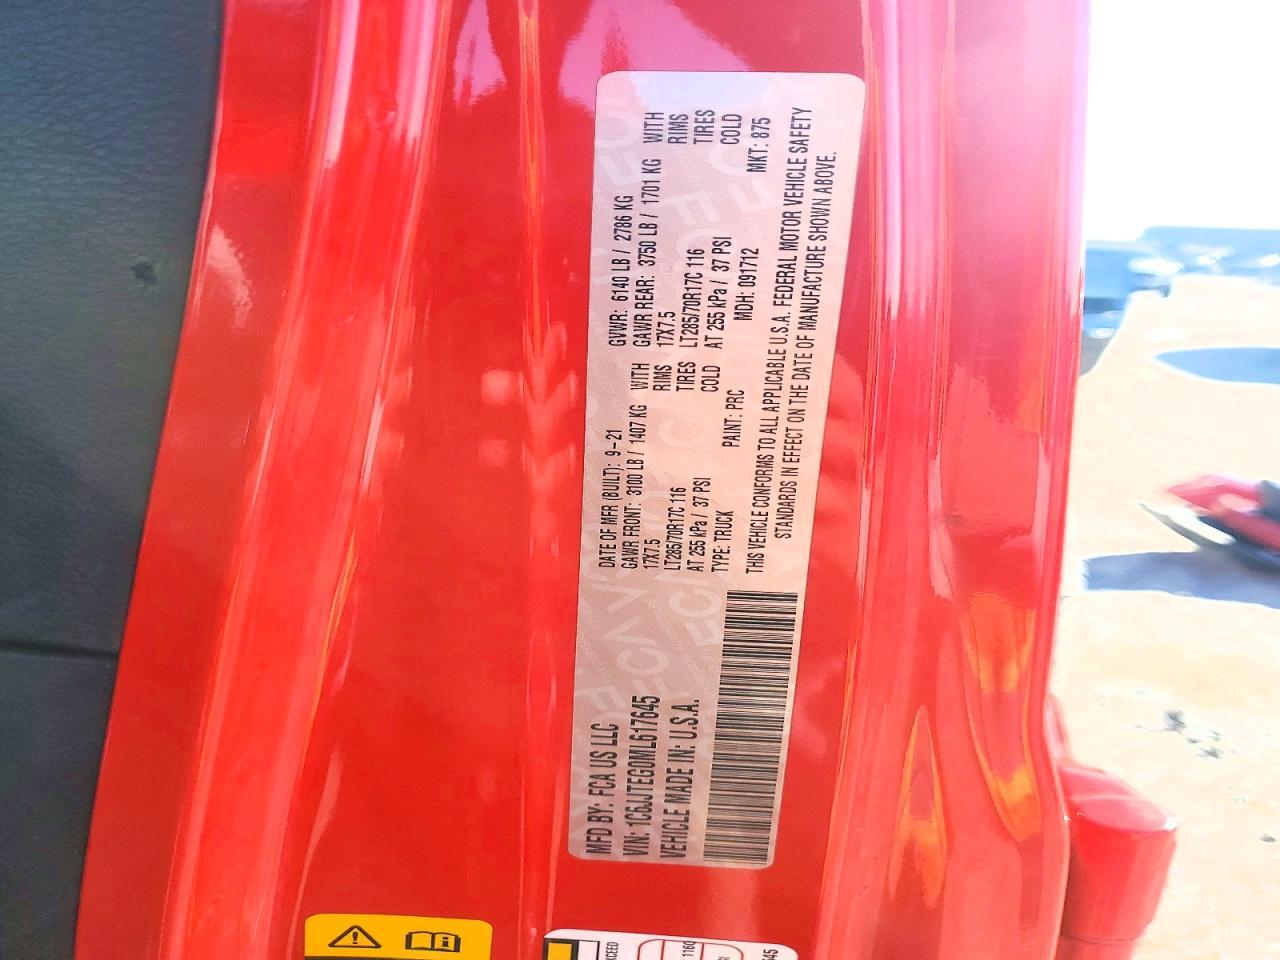 MFD BY: FCA US LLC
VIN: 1C6JJTEG0ML617645
VEHICLE MADE IN: U.S.A.
DATE OF MFR (BUILT): 9-21 GVWR: 6140 LB / 2786 KG
GAWR FRONT: 3100 LB / 1407 KG WITH GAWR REAR: 3750 LB / 1701 KG WITH
17X7.5 RIMS 17X7.5 RIMS
LT285/70R17C 116 TIRES LT285/70R17C 116 TIRES
AT 255 kPa / 37 PSI COLD AT 255 kPa / 37 PSI COLD
TYPE: TRUCK PAINT: PRC MDH: 091712 MKT: 875
THIS VEHICLE CONFORMS TO ALL APPLICABLE U.S.A. FEDERAL MOTOR VEHICLE SAFETY
STANDARDS IN EFFECT ON THE DATE OF MANUFACTURE SHOWN ABOVE.